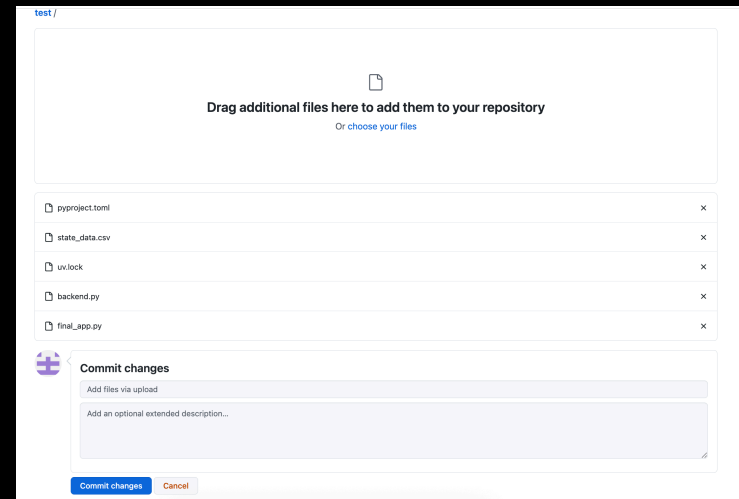 test /
Drag additional files here to add them to your repository
Or choose your files
pyproject.toml
state_data.csv
uv.lock
backend.py
final_app.py
Commit changes
Add files via upload
Add an optional extended description...
Commit changes Cancel